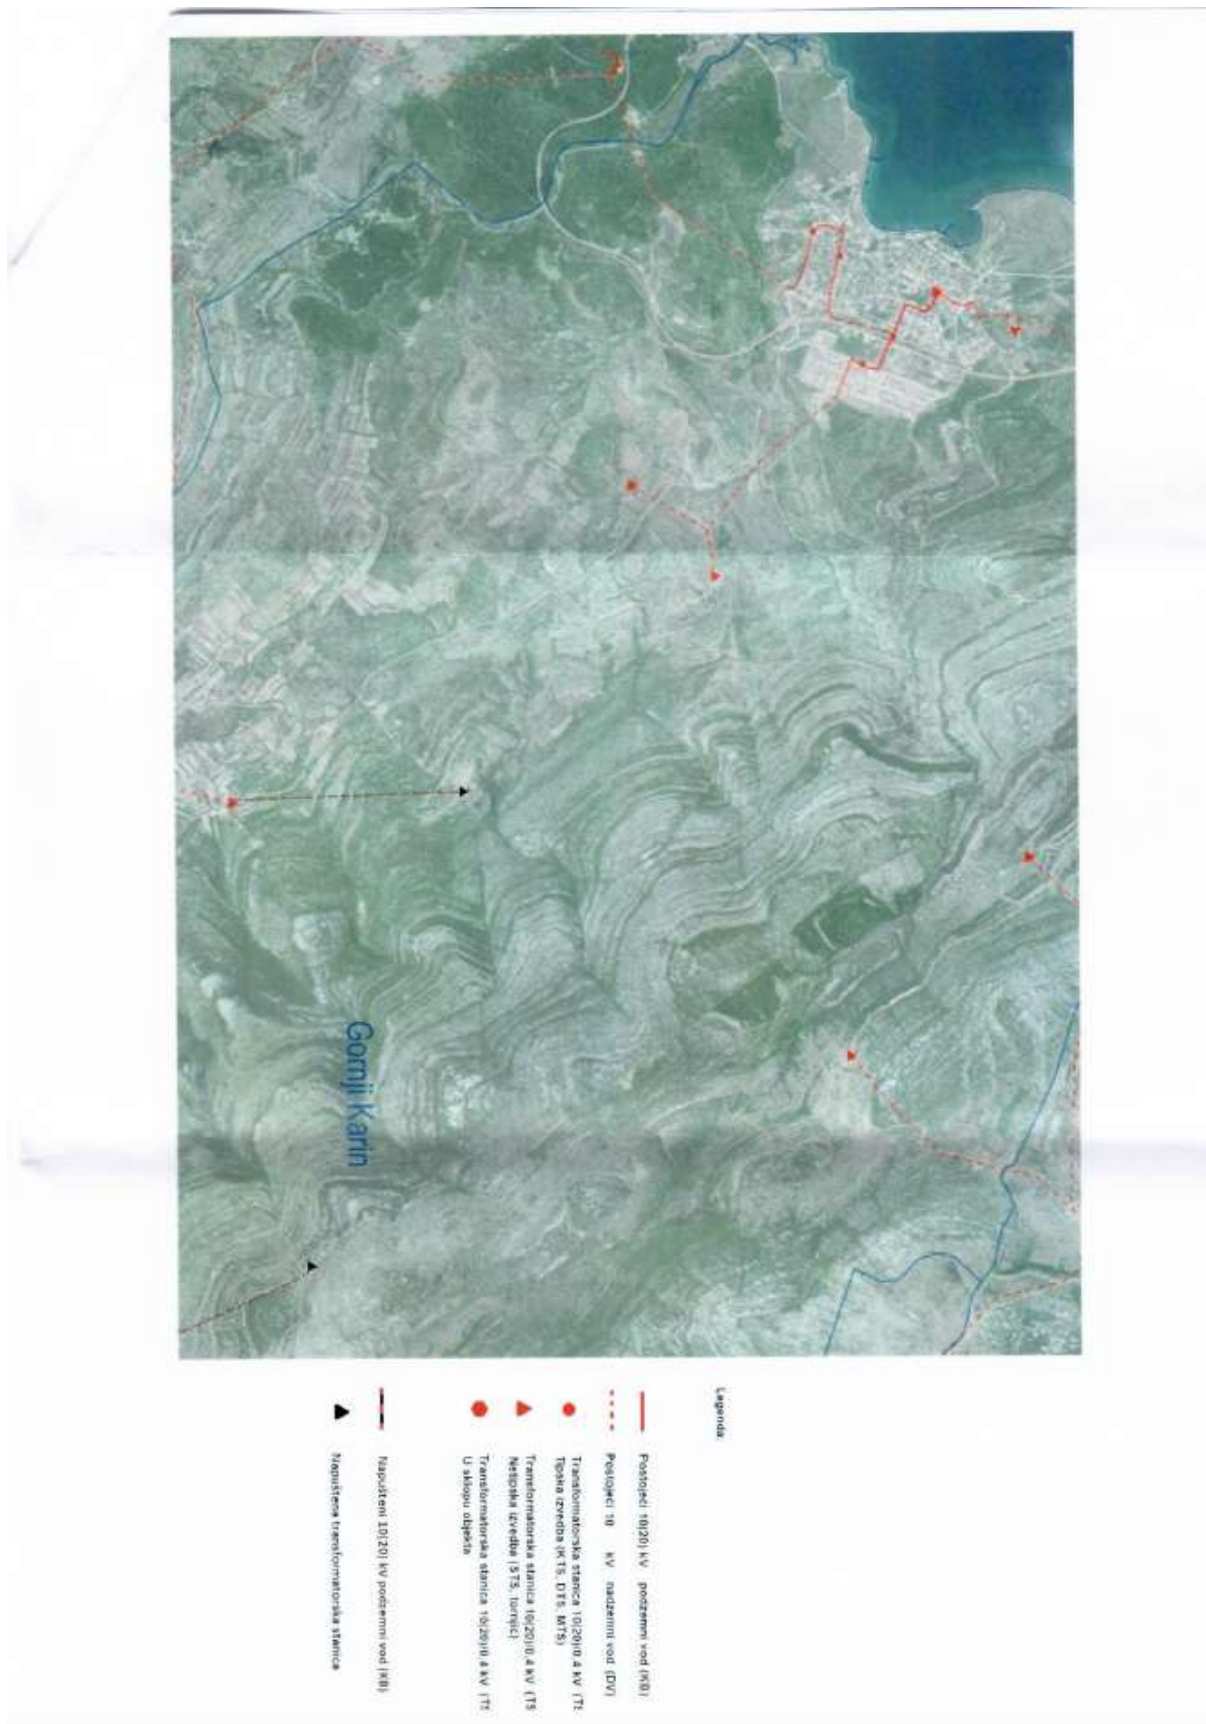 Gornji Karin
Legenda:
Postojeći 10(20) kV podzemni vod (KB)
Postojeći 10 kV nadzemni vod (DV)
Transformatorska stanica 10(20)/0.4 kV (TS
Tipska izvedba (KTS, DTS, MTS)
Transformatorska stanica 10(20)/0.4 kV (TS
Netipska izvedba (STS, tornjic)
Transformatorska stanica 10(20)/0.4 kV (TS
U sklopu objekta
Napušteni 10(20) kV podzemni vod (KB)
Napuštena transformatorska stanica